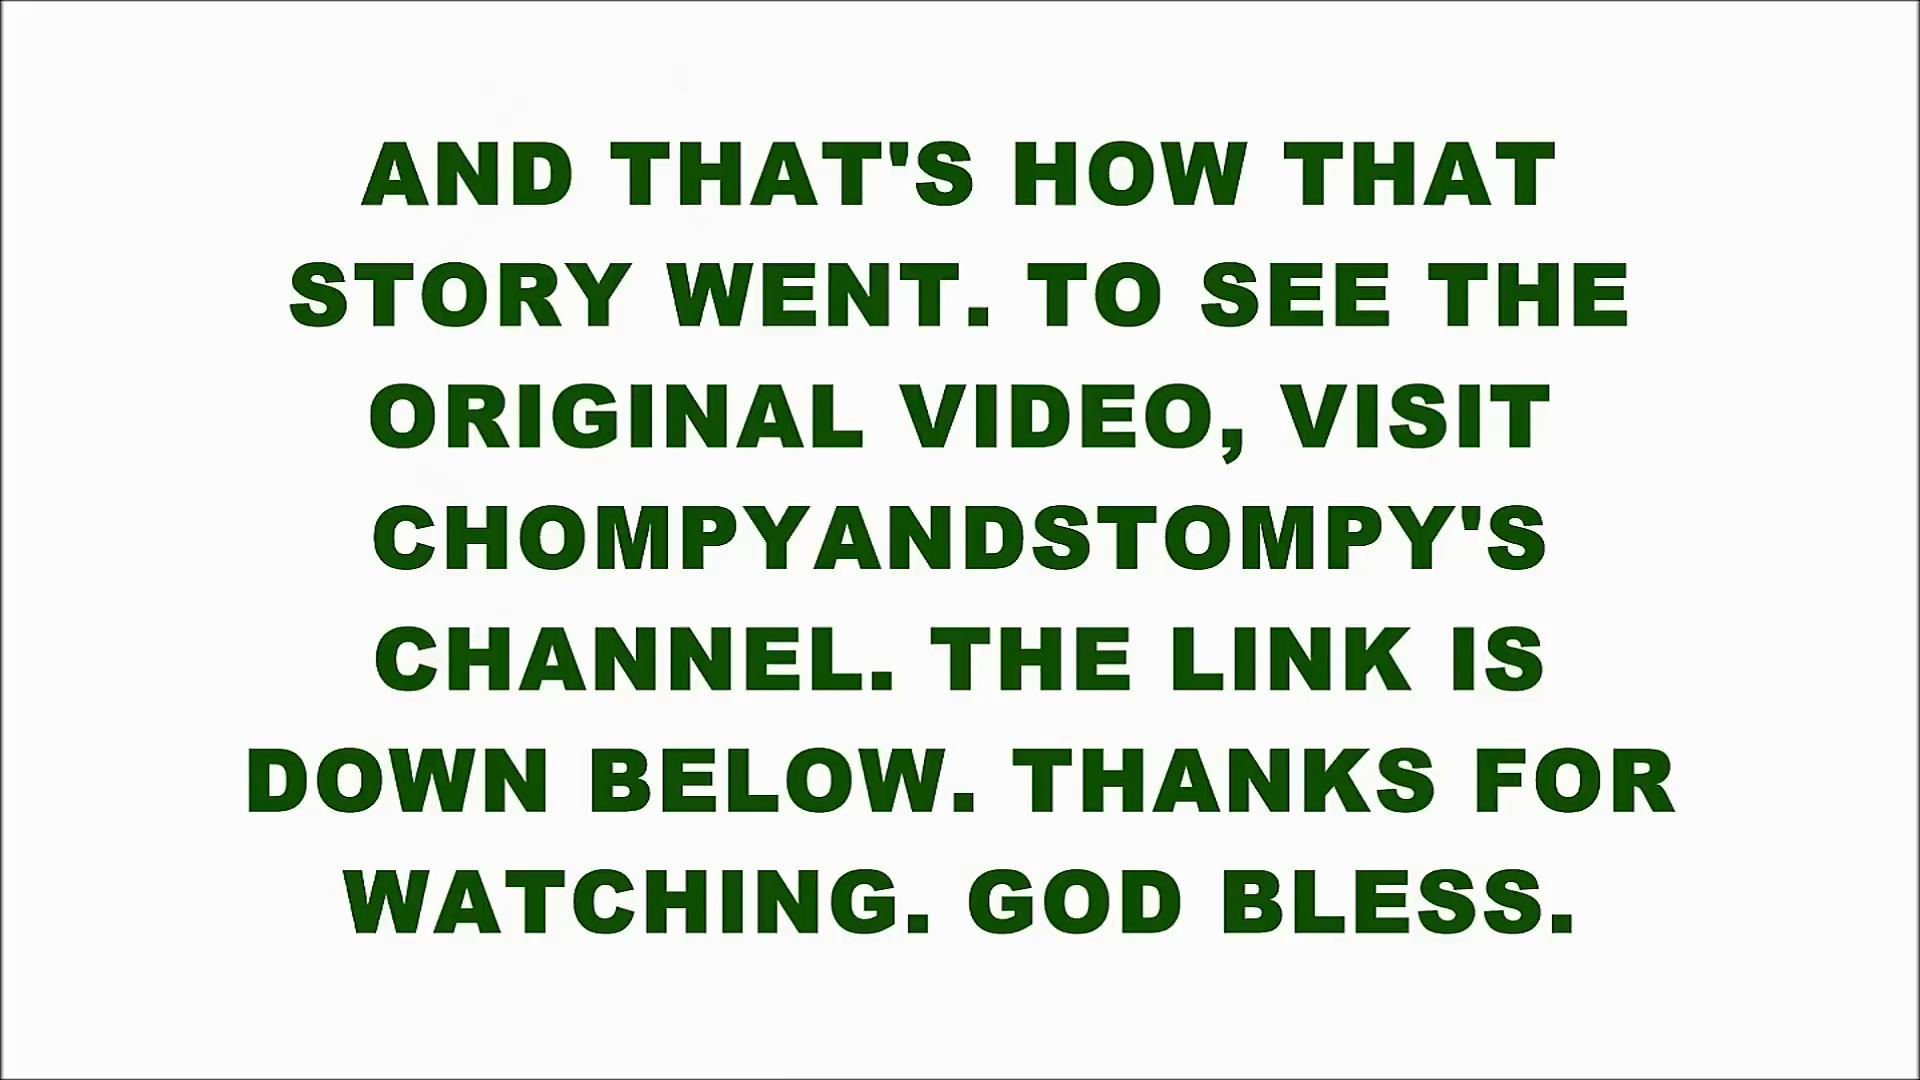 AND THAT'S HOW THAT
STORY WENT. TO SEE THE
ORIGINAL VIDEO, VISIT
CHOMPYANDSTOMPY'S
CHANNEL. THE LINK IS
DOWN BELOW. THANKS FOR
WATCHING. GOD BLESS.